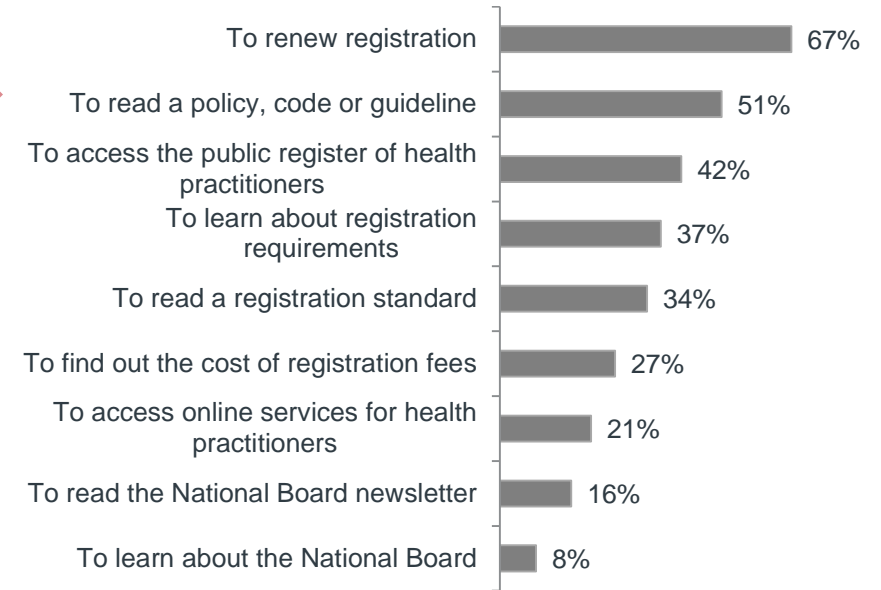 To renew registration 67%
To read a policy, code or guideline 51%
To access the public register of health
practitioners 42%
To learn about registration
requirements 37%
To read a registration standard 34%
To find out the cost of registration fees 27%
To access online services for health
practitioners 21%
To read the National Board newsletter 16%
To learn about the National Board 8%